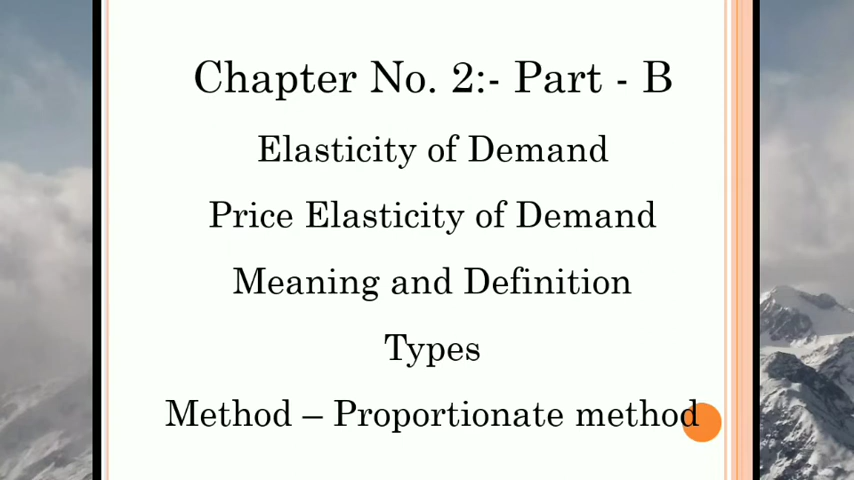 Chapter No. 2:- Part - B
Elasticity of Demand
Price Elasticity of Demand
Meaning and Definition
Types
Method – Proportionate method